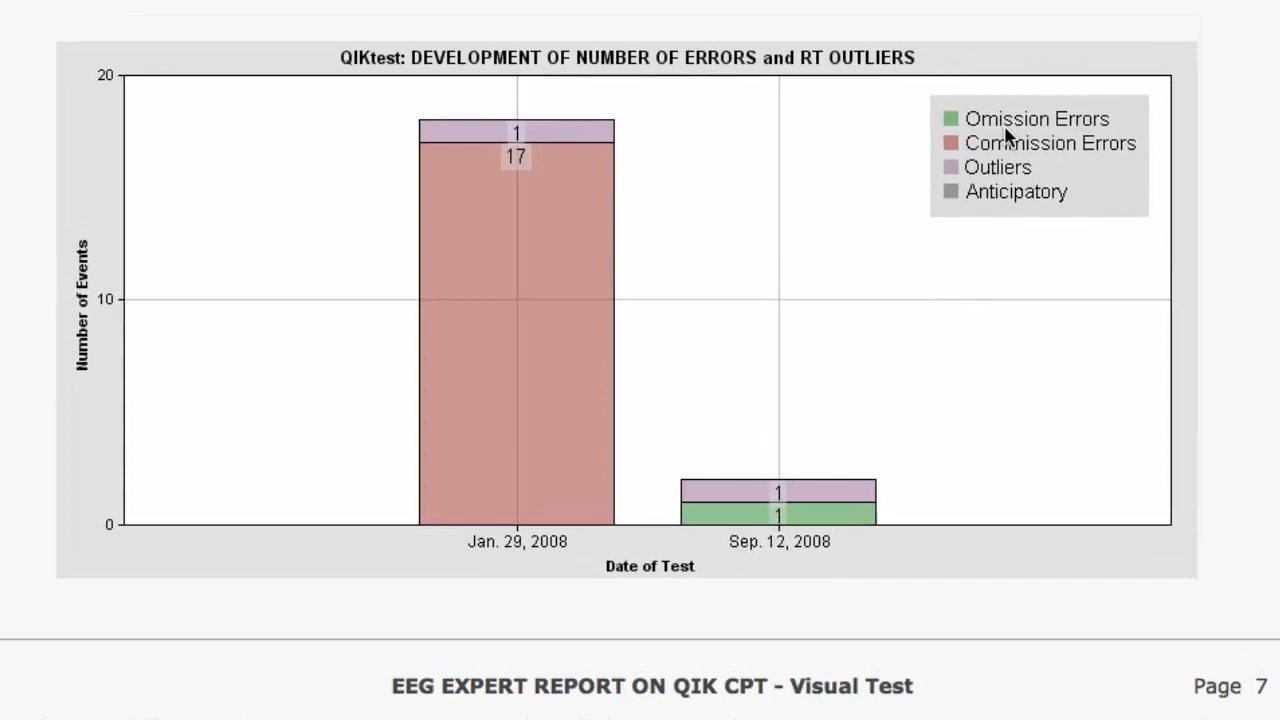 QIKtest: DEVELOPMENT OF NUMBER OF ERRORS and RT OUTLIERS
20
10
0
Number of Events
1
17
1
1
Omission Errors
Commission Errors
Outliers
Anticipatory
Jan. 29, 2008
Sep. 12, 2008
Date of Test
EEG EXPERT REPORT ON QIK CPT - Visual Test
Page 7